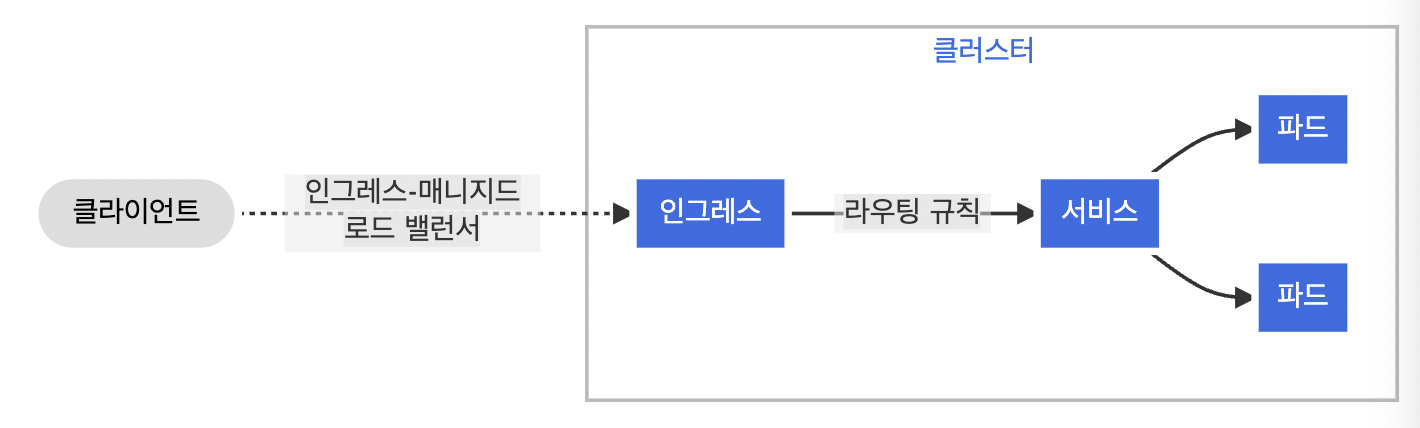 클러스터
클라이언트
인그레스-매니지드
로드 밸런서
인그레스
라우팅 규칙
서비스
파드
파드